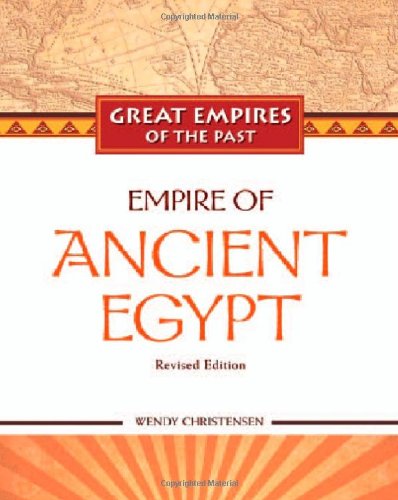 Copyrighted Material
GREAT EMPIRES
OF THE PAST
EMPIRE OF
ANCIENT
EGYPT
Revised Edition
WENDY CHRISTENSEN
Copyrighted Material